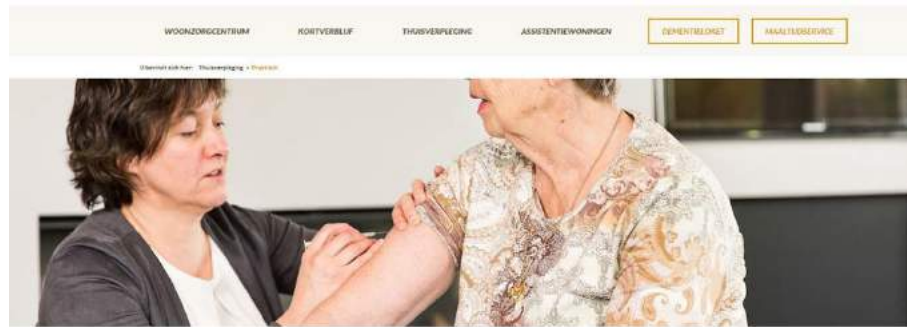 WOONZORGCENTRUM KORTVERBLIJF THUISVERPLEGING ASSISTENTIEWONINGEN DEMENTIELOKET MAALTIJDSERVICE
U bevindt zich hier: Thuisverpleging »